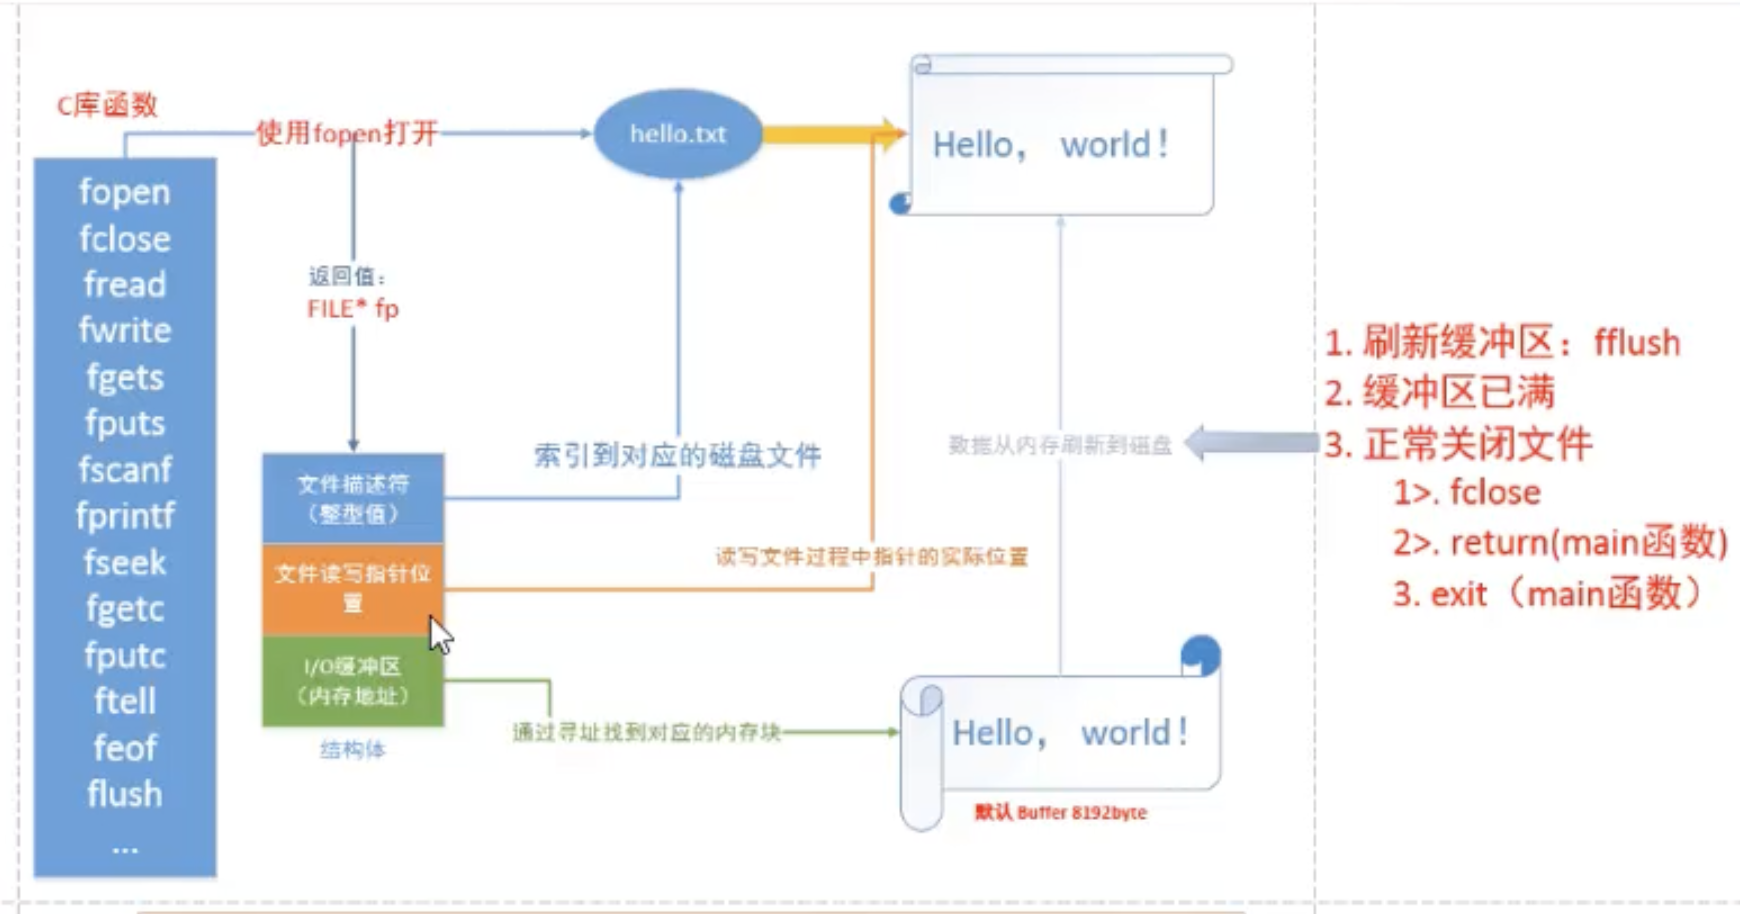 C库函数
使用fopen打开
hello.txt
Hello， world！
fopen
fclose
fread
fwrite
fgets
fputs
fscanf
fprintf
fseek
fgetc
fputc
ftell
feof
flush
...
返回值：
FILE* fp
文件描述符
（整型值）
文件读写指针位
置
I/O缓冲区
（内存地址）
结构体
索引到对应的磁盘文件
读写文件过程中指针的实际位置
通过寻址找到对应的内存块
数据从内存刷新到磁盘
Hello， world！
默认 Buffer 8192byte
1. 刷新缓冲区：fflush
2. 缓冲区已满
3. 正常关闭文件
1>. fclose
2>. return(main函数)
3. exit（main函数）